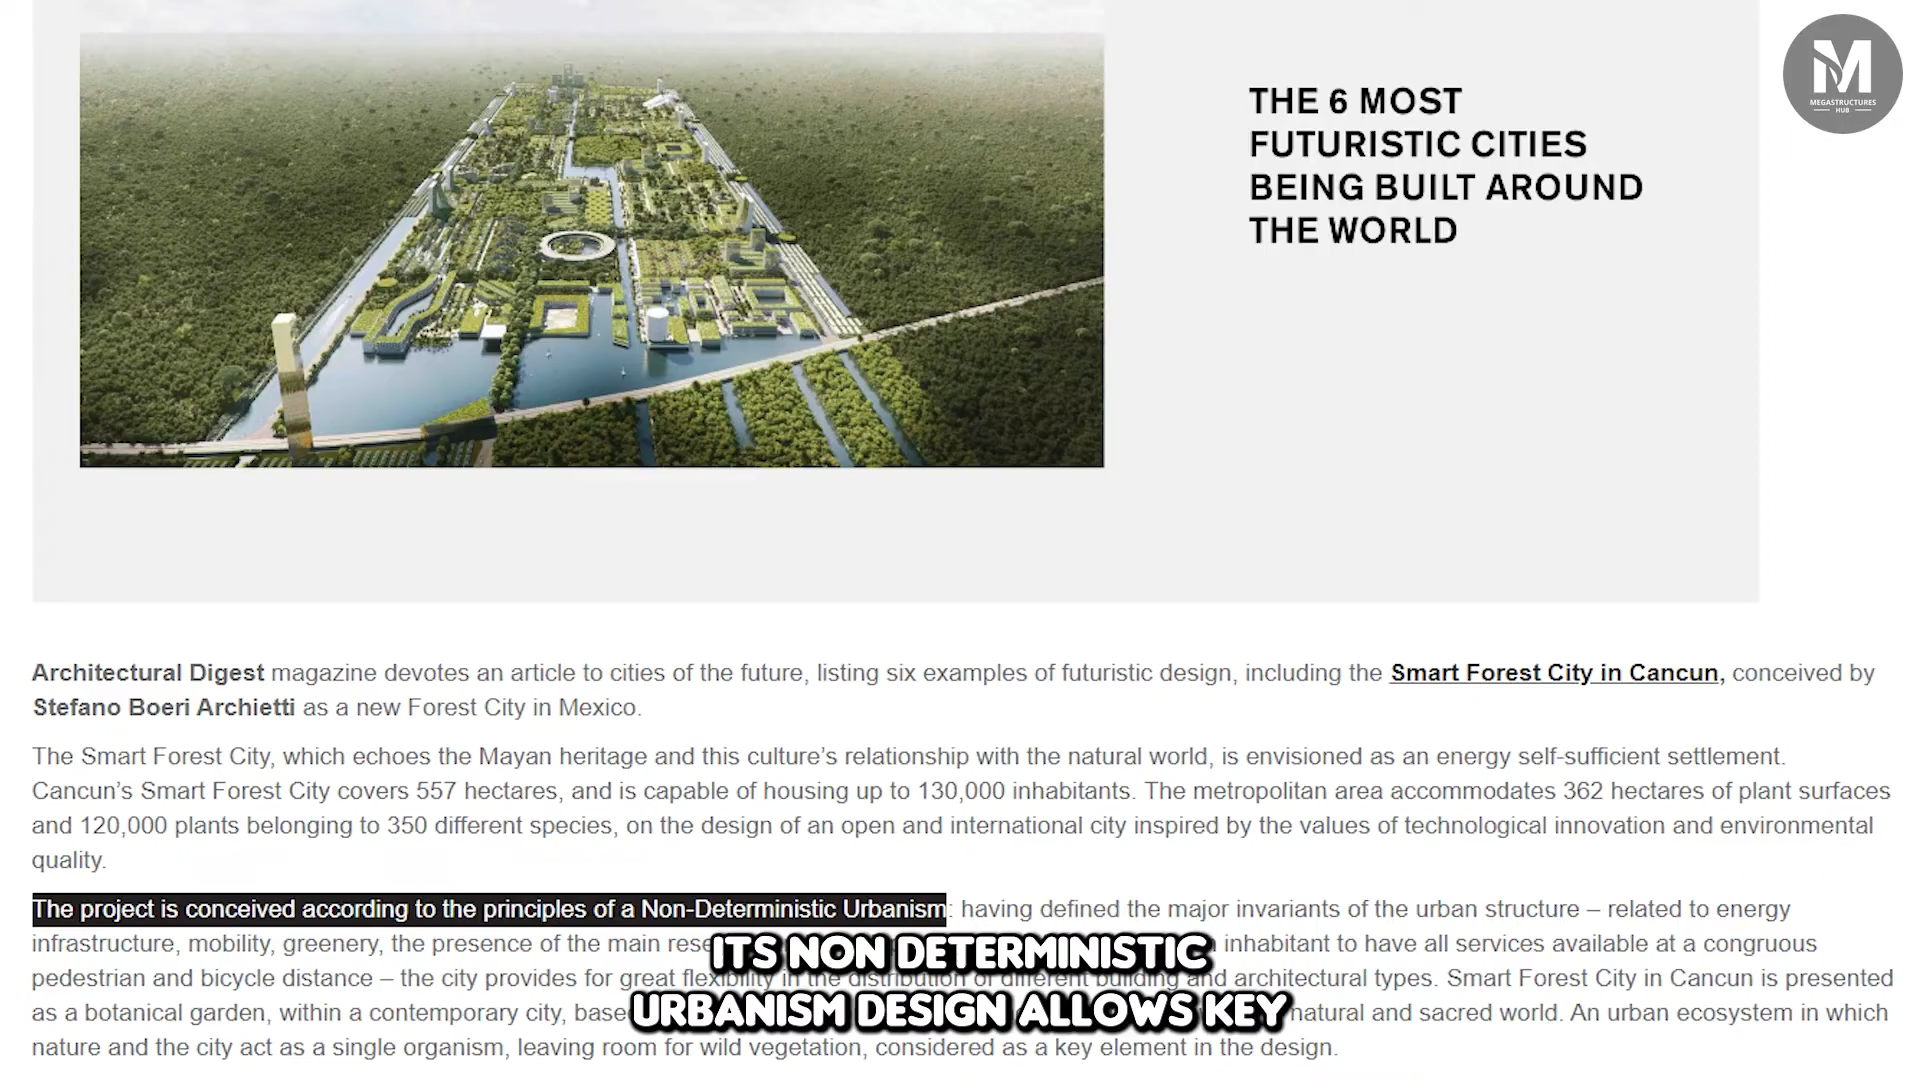 M
MEGASTRUCTURES
HUB
THE 6 MOST
FUTURISTIC CITIES
BEING BUILT AROUND
THE WORLD
Architectural Digest magazine devotes an article to cities of the future, listing six examples of futuristic design, including the Smart Forest City in Cancun, conceived by
Stefano Boeri Archietti as a new Forest City in Mexico.
The Smart Forest City, which echoes the Mayan heritage and this culture's relationship with the natural world, is envisioned as an energy self-sufficient settlement.
Cancun's Smart Forest City covers 557 hectares, and is capable of housing up to 130,000 inhabitants. The metropolitan area accommodates 362 hectares of plant surfaces
and 120,000 plants belonging to 350 different species, on the design of an open and international city inspired by the values of technological innovation and environmental
quality.
The project is conceived according to the principles of a Non-Deterministic Urbanism: having defined the major invariants of the urban structure – related to energy
infrastructure, mobility, greenery, the presence of the main inhabitant to have all services available at a congruous
pedestrian and bicycle distance – the city provides for great flexibility in the distribution of different building and architectural types. Smart Forest City in Cancun is presented
as a botanical garden, within a contemporary city, natural and sacred world. An urban ecosystem in which
nature and the city act as a single organism, leaving room for wild vegetation, considered as a key element in the design.
ITS NON DETERMINISTIC
URBANISM DESIGN ALLOWS KEY